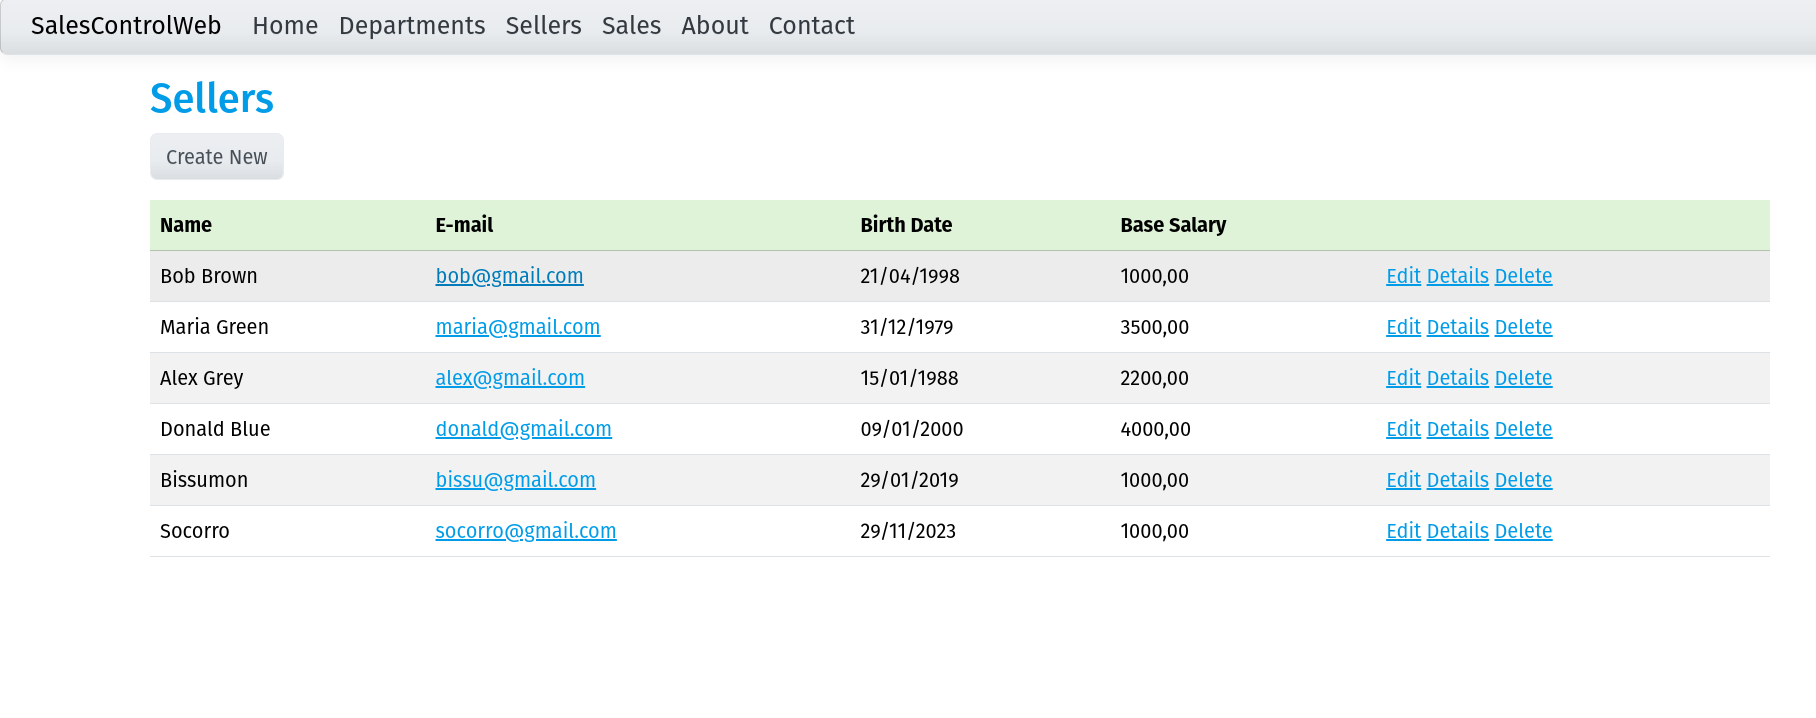 SalesControlWeb Home Departments Sellers Sales About Contact
Sellers
Create New
Name E-mail Birth Date Base Salary
Bob Brown bob@gmail.com 21/04/1998 1000,00 Edit Details Delete
Maria Green maria@gmail.com 31/12/1979 3500,00 Edit Details Delete
Alex Grey alex@gmail.com 15/01/1988 2200,00 Edit Details Delete
Donald Blue donald@gmail.com 09/01/2000 4000,00 Edit Details Delete
Bissumon bissu@gmail.com 29/01/2019 1000,00 Edit Details Delete
Socorro socorro@gmail.com 29/11/2023 1000,00 Edit Details Delete